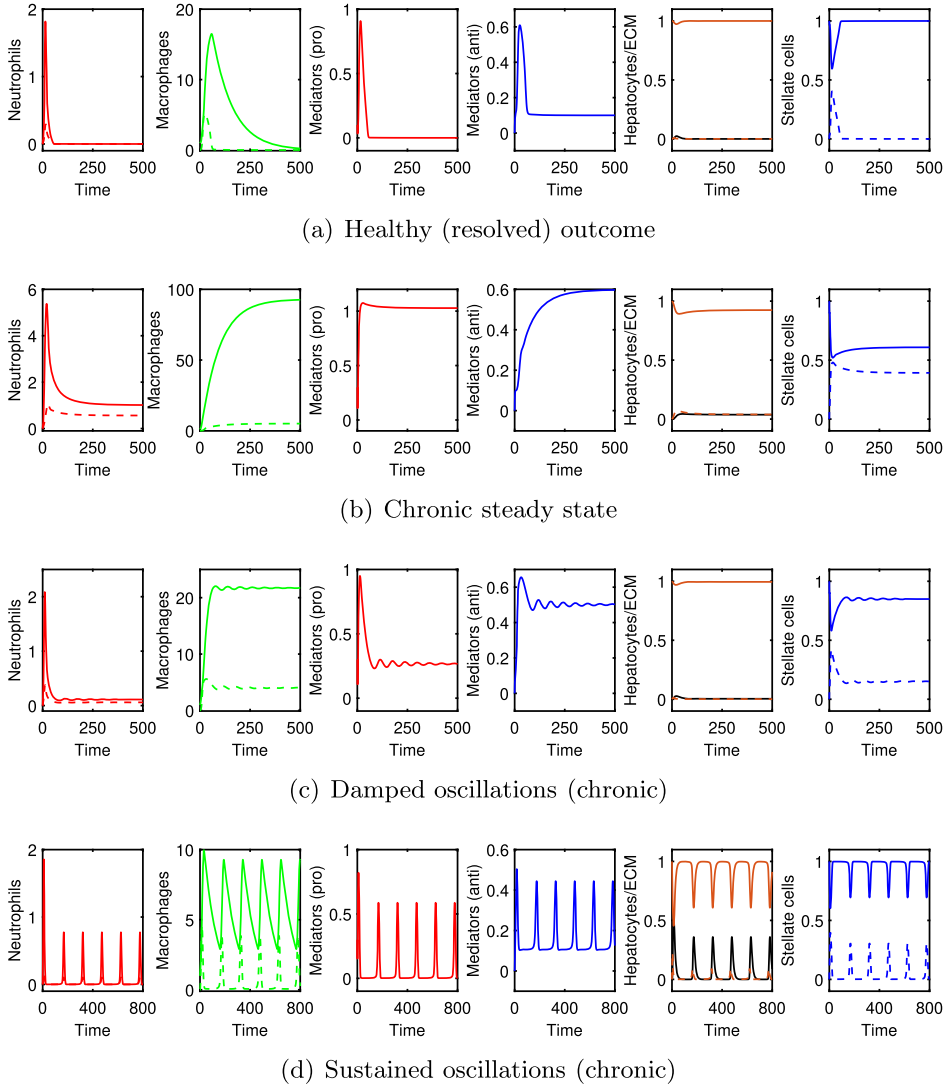 Neutrophils
2
1
0
0 250 500
Time
Macrophages
20
10
0
0 250 500
Time
Mediators (pro)
1
0.5
0
0 250 500
Time
Mediators (anti)
0.6
0.4
0.2
0
0 250 500
Time
Hepatocytes/ECM
1
0.5
0
0 250 500
Time
Stellate cells
1
0.5
0
0 250 500
Time
(a) Healthy (resolved) outcome
Neutrophils
6
4
2
0
0 250 500
Time
Macrophages
100
50
0
0 250 500
Time
Mediators (pro)
1
0.5
0
0 250 500
Time
Mediators (anti)
0.6
0.4
0.2
0
0 250 500
Time
Hepatocytes/ECM
1
0.5
0
0 250 500
Time
Stellate cells
1
0.5
0
0 250 500
Time
(b) Chronic steady state
Neutrophils
2
1
0
0 250 500
Time
Macrophages
20
10
0
0 250 500
Time
Mediators (pro)
1
0.5
0
0 250 500
Time
Mediators (anti)
0.6
0.4
0.2
0
0 250 500
Time
Hepatocytes/ECM
1
0.5
0
0 250 500
Time
Stellate cells
1
0.5
0
0 250 500
Time
(c) Damped oscillations (chronic)
Neutrophils
2
1
0
0 400 800
Time
Macrophages
10
5
0
0 400 800
Time
Mediators (pro)
1
0.5
0
0 400 800
Time
Mediators (anti)
0.6
0.4
0.2
0
0 400 800
Time
Hepatocytes/ECM
1
0.5
0
0 400 800
Time
Stellate cells
1
0.5
0
0 400 800
Time
(d) Sustained oscillations (chronic)